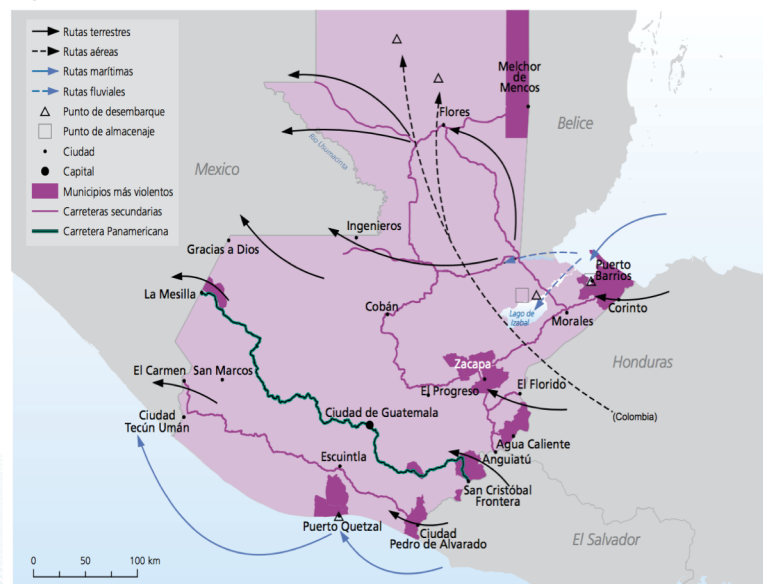 Rutas terrestres
Rutas aéreas
Rutas marítimas
Rutas fluviales
Punto de desembarque
Punto de almacenaje
Ciudad
Capital
Municipios más violentos
Carreteras secundarias
Carretera Panamericana
Melchor
de
Mencos
Flores
Belice
Mexico
Río Usumacinta
Ingenieros
Gracias a Dios
La Mesilla
Cobán
Puerto
Barrios
Lago de
Izabal
Morales
Corinto
Honduras
El Carmen
San Marcos
Zacapa
El Progreso
El Florido
(Colombia)
Ciudad
Tecún Umán
Ciudad de Guatemala
Agua Caliente
Anguiatú
Escuintla
San Cristóbal
Frontera
Puerto Quetzal
Ciudad
Pedro de Alvarado
El Salvador
0 50 100 km